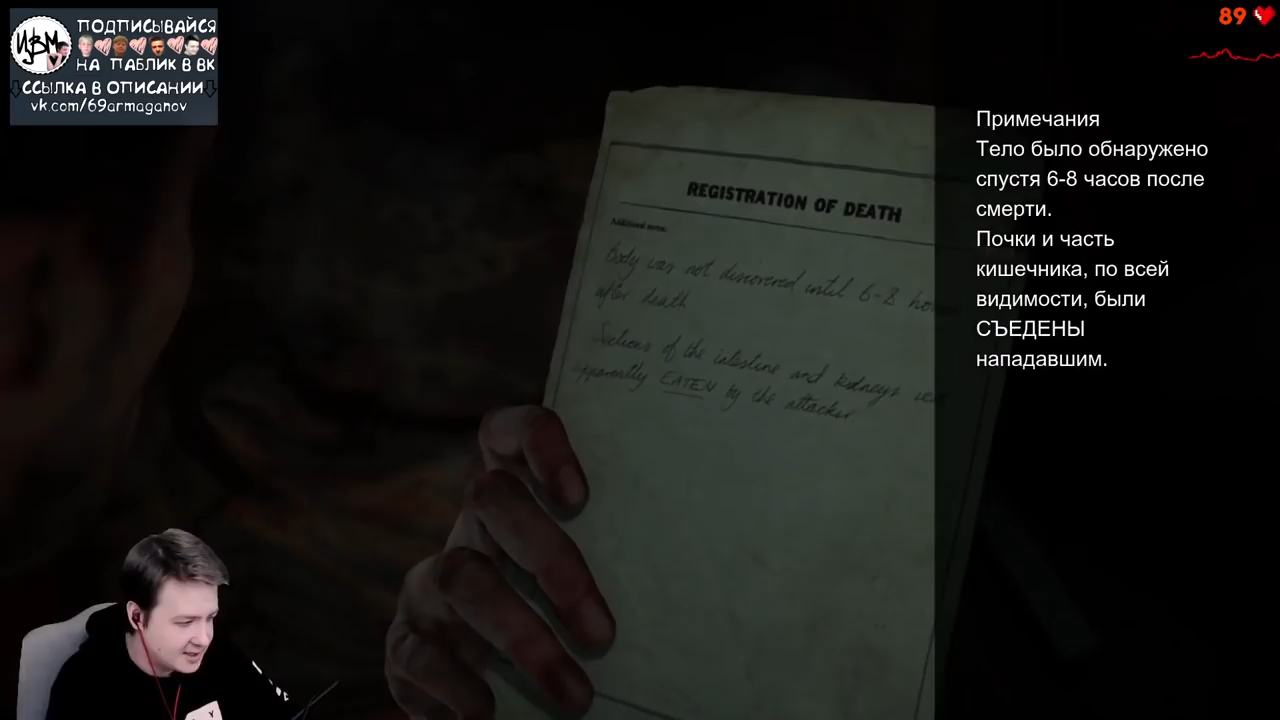 ПОДПИСЫВАЙСЯ
НА ПАБЛИК В ВК
ССЫЛКА В ОПИСАНИИ
vk.com/69armaganov
ИВМ
89
REGISTRATION OF DEATH
Additional notes:
Body was not discovered until 6-8
after death
Sections of the intestine and kidneys
apparently EATEN by the attacker
Примечания
Тело было обнаружено
спустя 6-8 часов после
смерти.
Почки и часть
кишечника, по всей
видимости, были
СЪЕДЕНЫ
нападавшим.